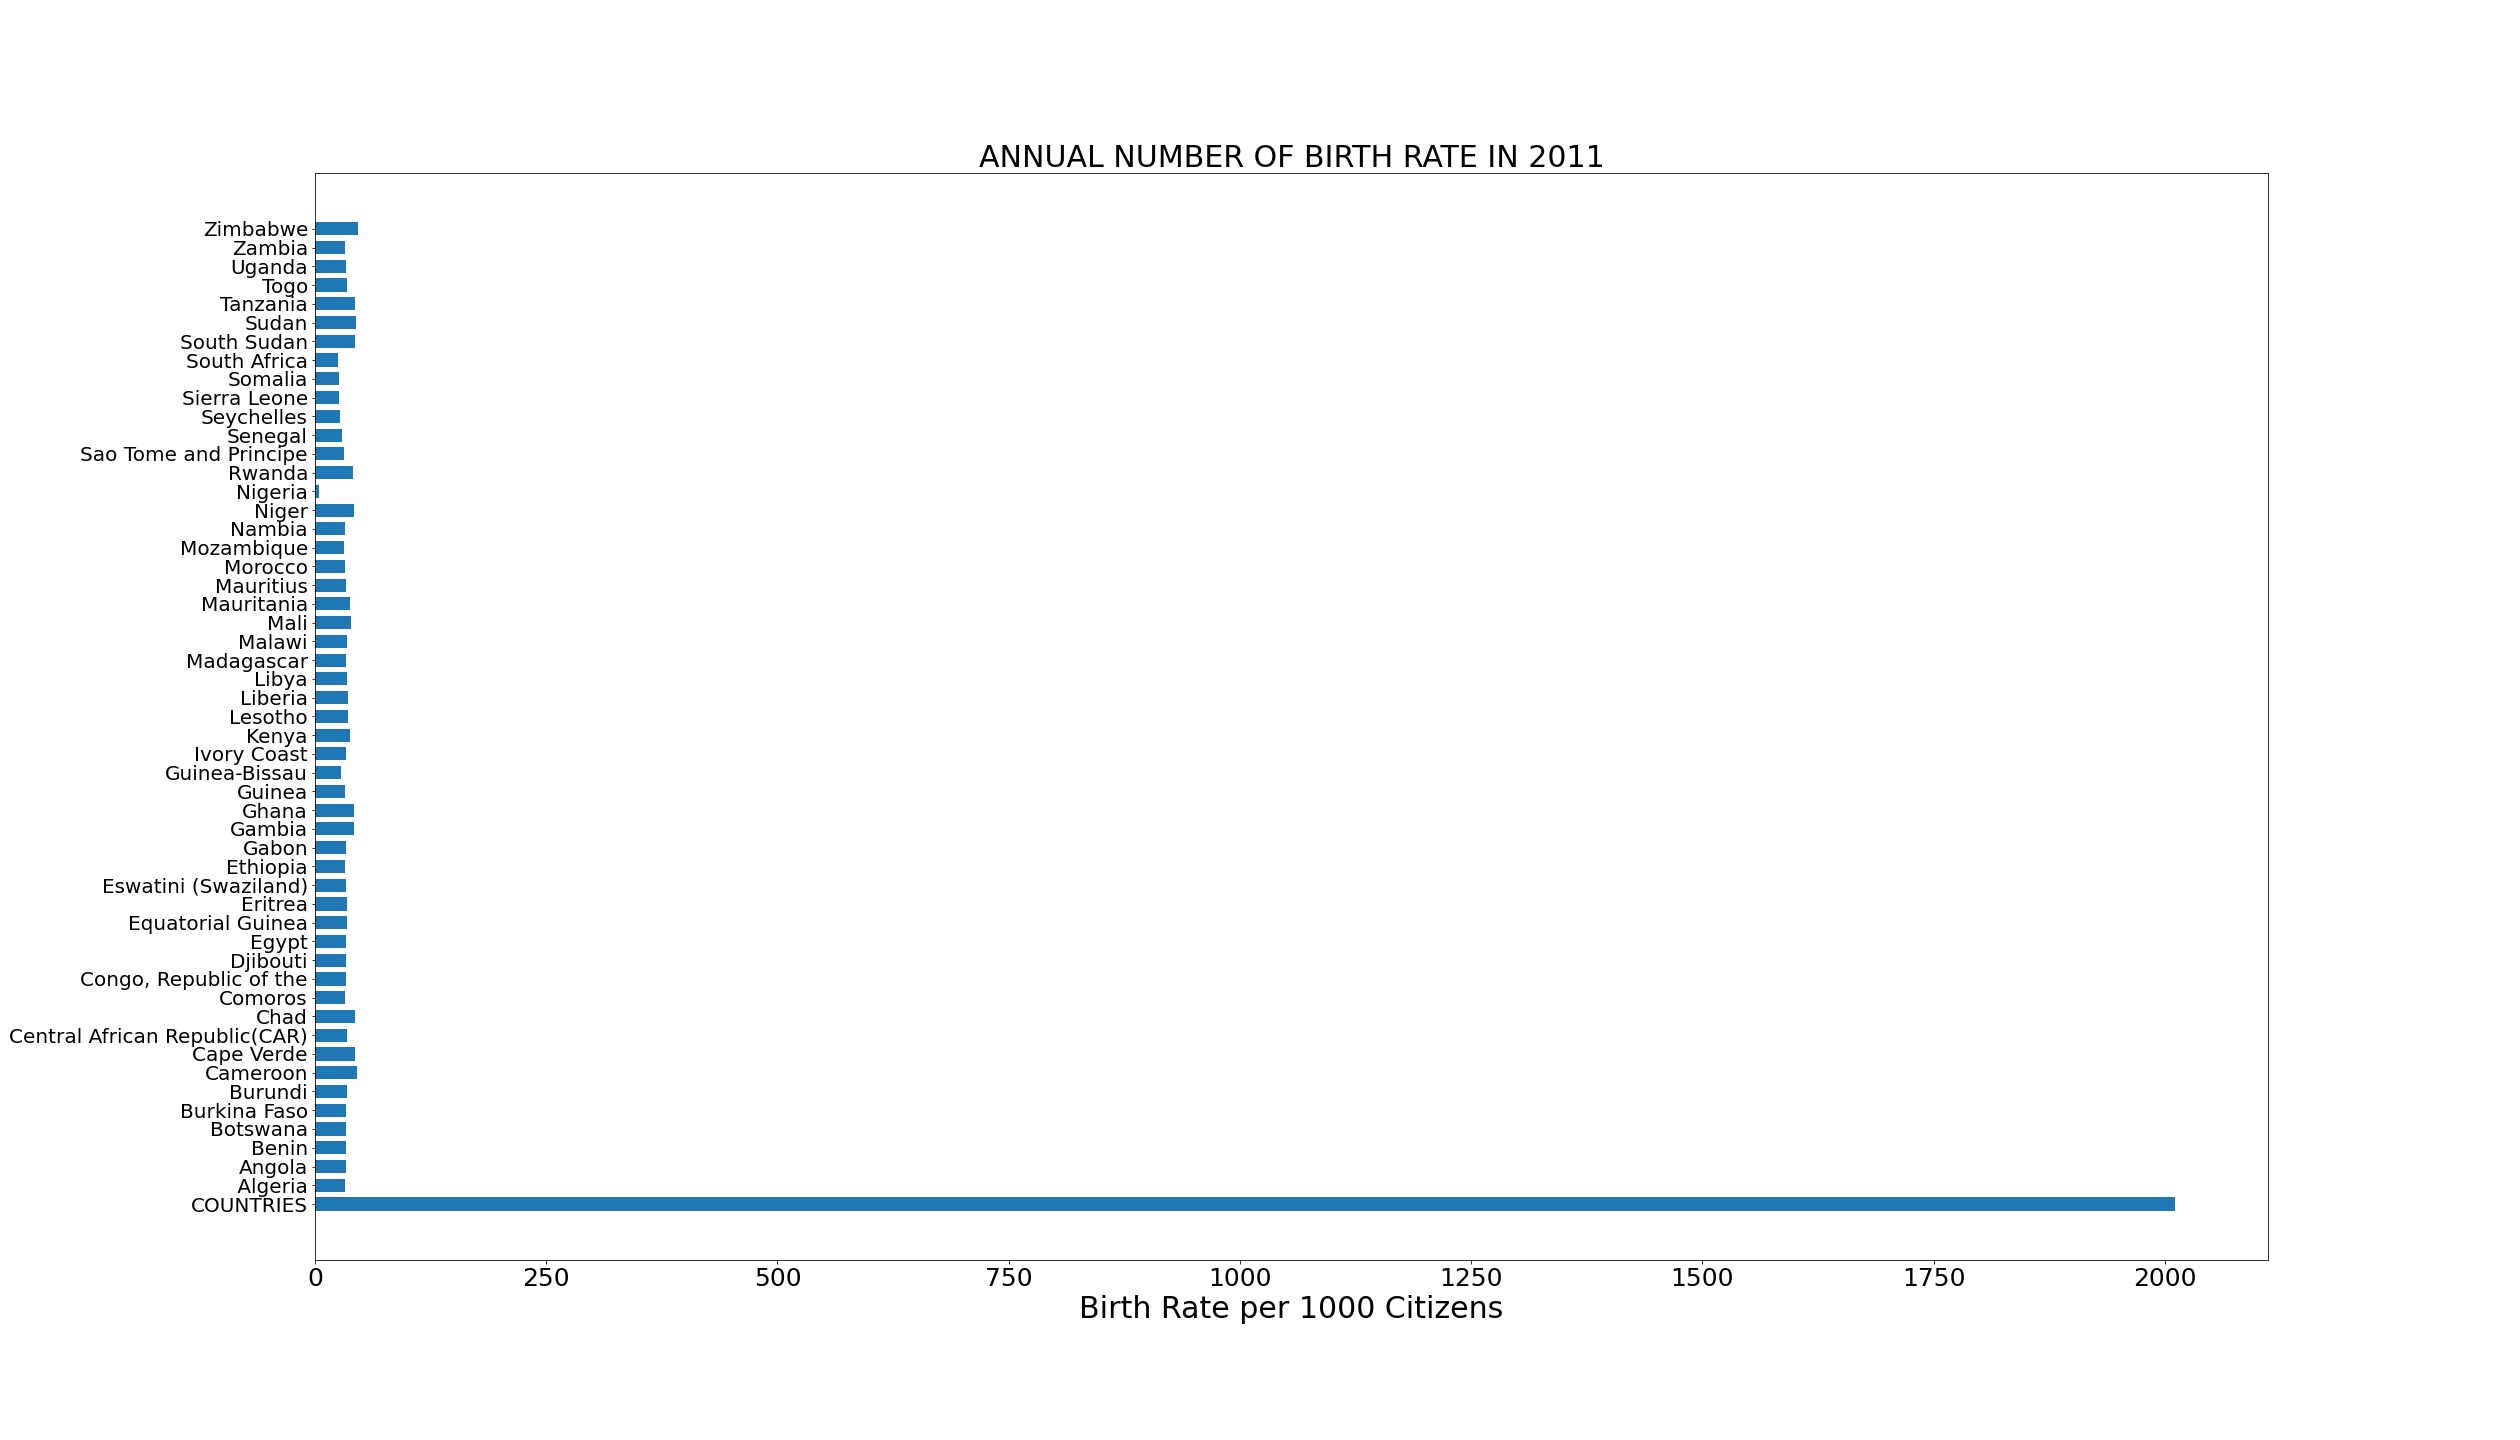 ANNUAL NUMBER OF BIRTH RATE IN 2011
Zimbabwe
Zambia
Uganda
Togo
Tanzania
Sudan
South Sudan
South Africa
Somalia
Sierra Leone
Seychelles
Senegal
Sao Tome and Principe
Rwanda
Nigeria
Niger
Nambia
Mozambique
Morocco
Mauritius
Mauritania
Mali
Malawi
Madagascar
Libya
Liberia
Lesotho
Kenya
Ivory Coast
Guinea-Bissau
Guinea
Ghana
Gambia
Gabon
Ethiopia
Eswatini (Swaziland)
Eritrea
Equatorial Guinea
Egypt
Djibouti
Congo, Republic of the
Comoros
Chad
Central African Republic(CAR)
Cape Verde
Cameroon
Burundi
Burkina Faso
Botswana
Benin
Angola
Algeria
COUNTRIES
0 250 500 750 1000 1250 1500 1750 2000
Birth Rate per 1000 Citizens